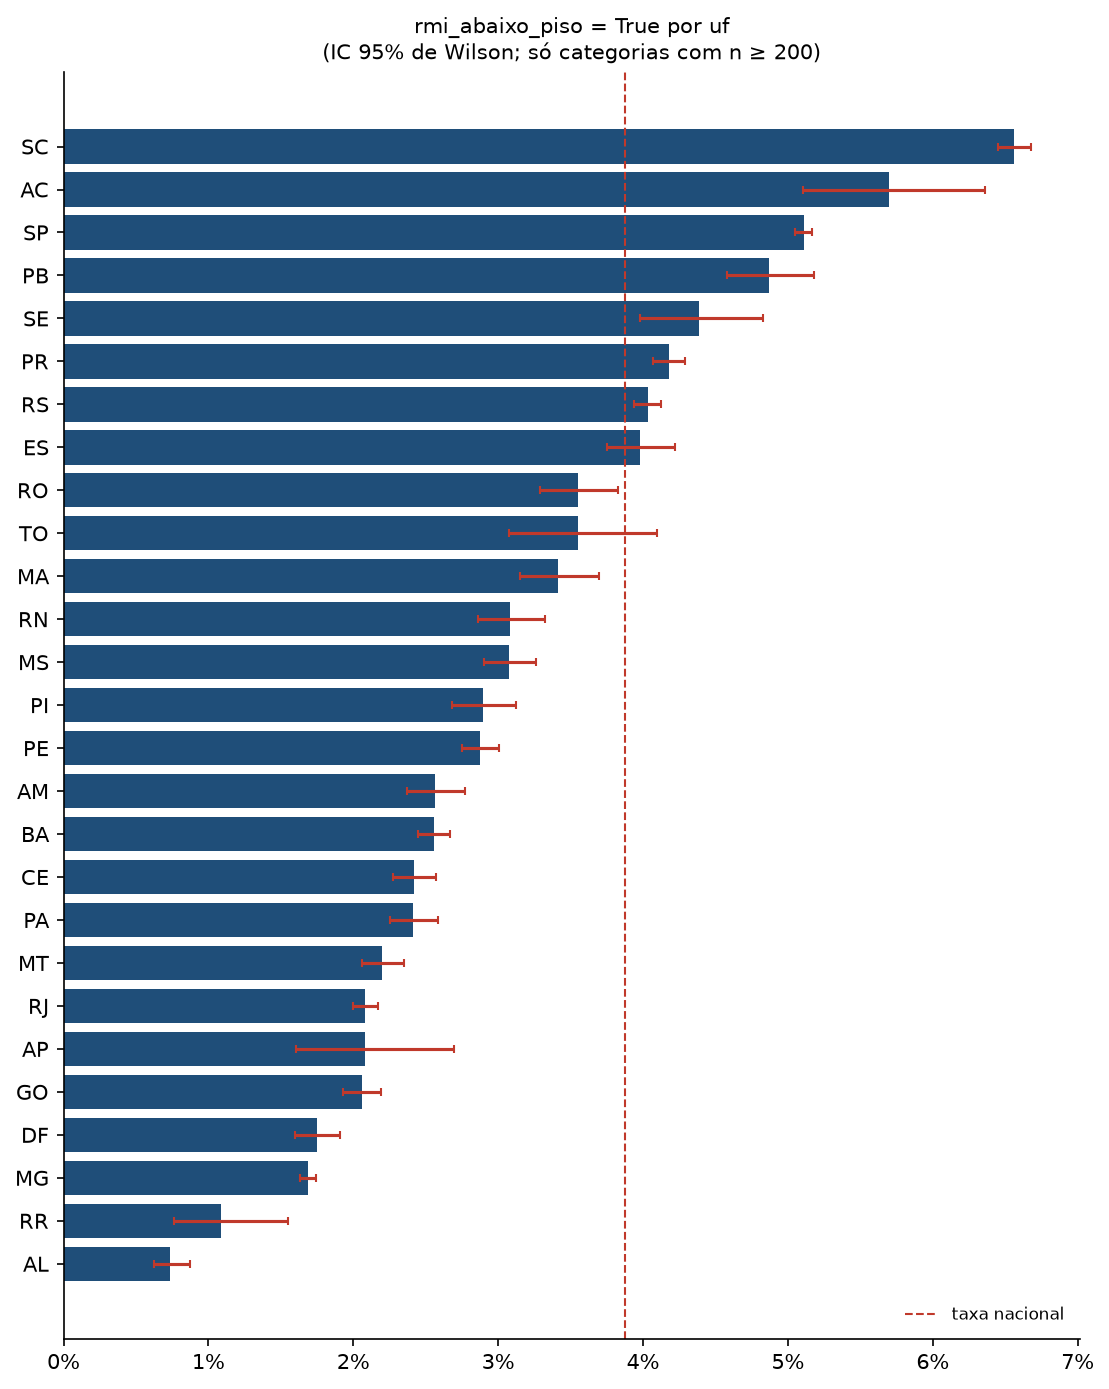 rmi_abaixo_piso = True por uf
(IC 95% de Wilson; só categorias com n ≥ 200)
SC
AC
SP
PB
SE
PR
RS
ES
RO
TO
MA
RN
MS
PI
PE
AM
BA
CE
PA
MT
RJ
AP
GO
DF
MG
RR
AL
taxa nacional
0% 1% 2% 3% 4% 5% 6% 7%